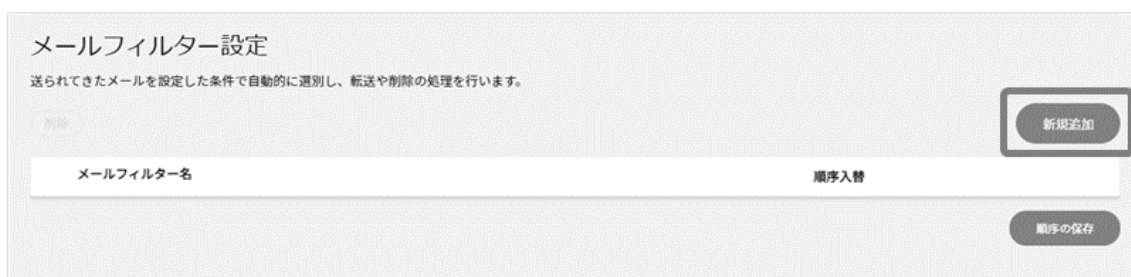 メールフィルター設定
送られてきたメールを設定した条件で自動的に選別し、転送や削除の処理を行います。
削除
新規追加
メールフィルター名 順序入替
順序の保存